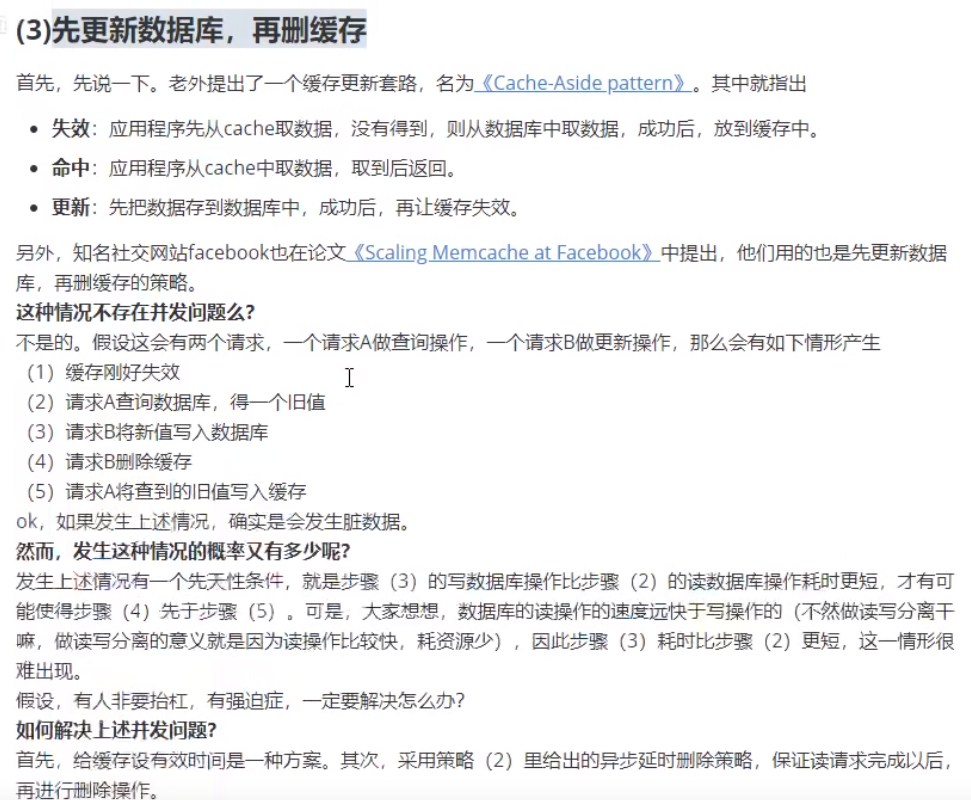 (3)先更新数据库，再删缓存
首先，先说一下。老外提出了一个缓存更新套路，名为《Cache-Aside pattern》。其中就指出
• 失效：应用程序先从cache取数据，没有得到，则从数据库中取数据，成功后，放到缓存中。
• 命中：应用程序从cache中取数据，取到后返回。
• 更新：先把数据存到数据库中，成功后，再让缓存失效。
另外，知名社交网站facebook也在论文《Scaling Memcache at Facebook》中提出，他们用的也是先更新数据
库，再删缓存的策略。
这种情况不存在并发问题么？
不是的。假设这会有两个请求，一个请求A做查询操作，一个请求B做更新操作，那么会有如下情形产生
（1）缓存刚好失效
（2）请求A查询数据库，得一个旧值
（3）请求B将新值写入数据库
（4）请求B删除缓存
（5）请求A将查到的旧值写入缓存
ok，如果发生上述情况，确实是会发生脏数据。
然而，发生这种情况的概率又有多少呢？
发生上述情况有一个先天性条件，就是步骤（3）的写数据库操作比步骤（2）的读数据库操作耗时更短，才有可
能使得步骤（4）先于步骤（5）。可是，大家想想，数据库的读操作的速度远快于写操作的（不然做读写分离干
嘛，做读写分离的意义就是因为读操作比较快，耗资源少），因此步骤（3）耗时比步骤（2）更短，这一情形很
难出现。
假设，有人非要抬杠，有强迫症，一定要解决怎么办？
如何解决上述并发问题？
首先，给缓存设有效时间是一种方案。其次，采用策略（2）里给出的异步延时删除策略，保证读请求完成以后，
再进行删除操作。